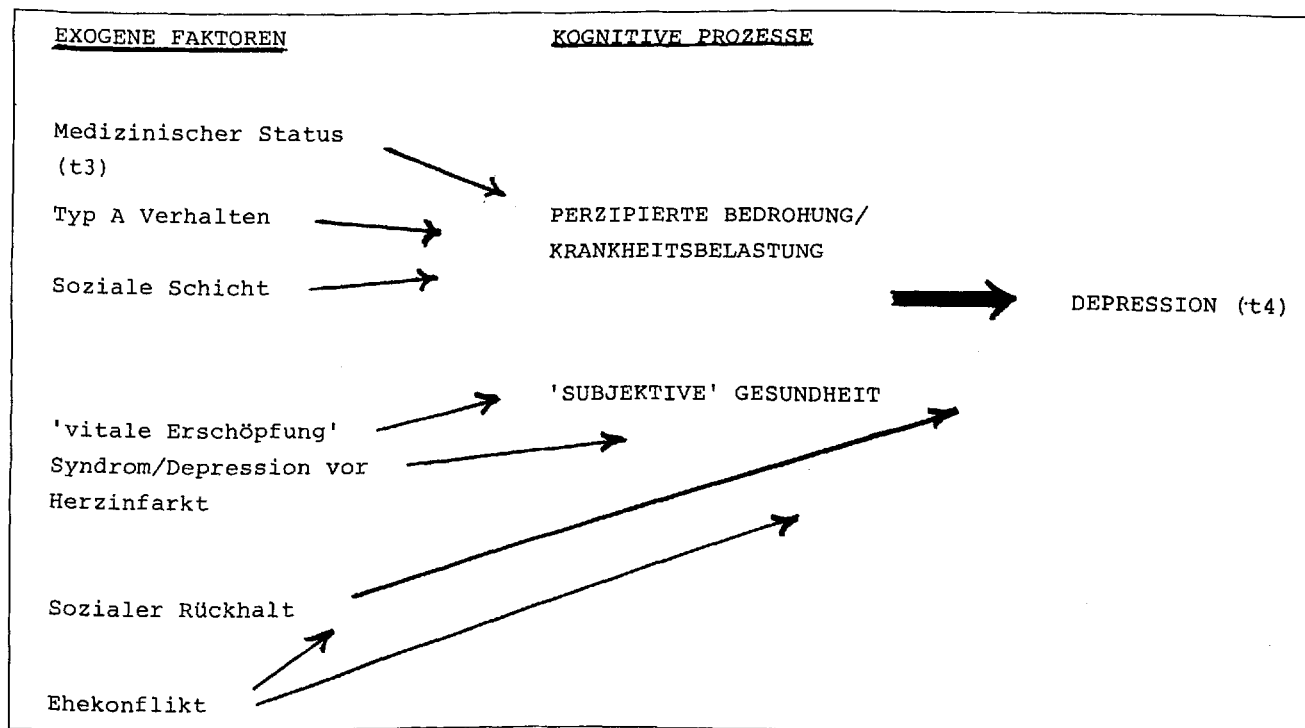 EXOGENE FAKTOREN
KOGNITIVE PROZESSE
Medizinischer Status
(t3)
Typ A Verhalten
PERZIPIERTE BEDROHUNG/
KRANKHEITSBELASTUNG
Soziale Schicht
DEPRESSION (t4)
'SUBJEKTIVE' GESUNDHEIT
'vitale Erschöpfung'
Syndrom/Depression vor
Herzinfarkt
Sozialer Rückhalt
Ehekonflikt